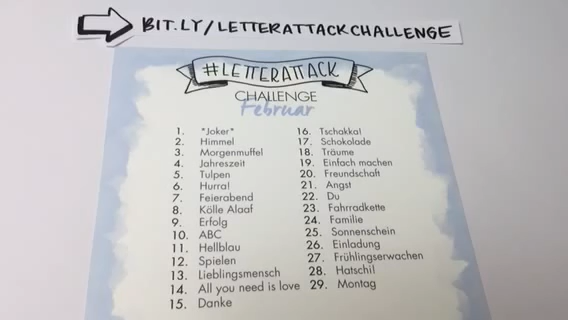 BIT.LY/LETTERATTACKCHALLENGE
#LETTERATTACK
CHALLENGE
Februar
1. "Joker"
2. Himmel
3. Morgenmuffel
4. Jahreszeit
5. Tulpen
6. Hurra!
7. Feierabend
8. Kölle Alaaf
9. Erfolg
10. ABC
11. Hellblau
12. Spielen
13. Lieblingsmensch
14. All you need is love
15. Danke
16. Tschakka!
17. Schokolade
18. Träume
19. Einfach machen
20. Freundschaft
21. Angst
22. Du
23. Fahrradkette
24. Familie
25. Sonnenschein
26. Einladung
27. Frühlingserwachen
28. Hatschi!
29. Montag